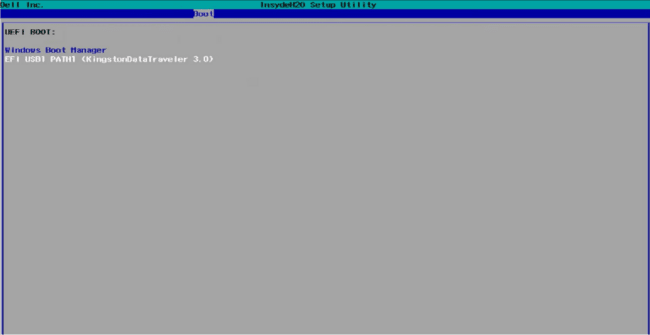 Dell Inc.
InsydeH20 Setup Utility
Boot
UEFI BOOT:
Windows Boot Manager
EFI USB1 PATH1 (KingstonDataTraveler 3.0)